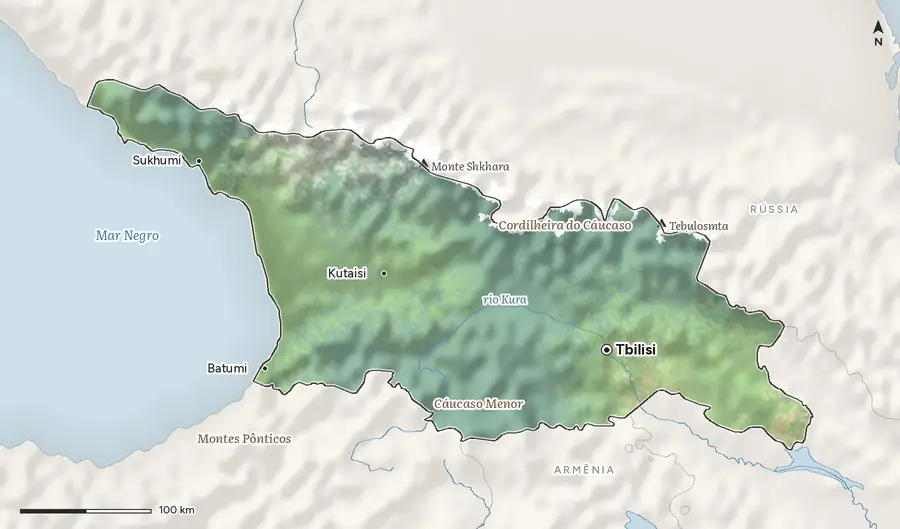 N
Sukhumi
Monte Shkhara
RÚSSIA
Cordilheira do Cáucaso
Tebulosmta
Mar Negro
Kutaisi
rio Kura
Tbilisi
Batumi
Cáucaso Menor
Montes Pônticos
ARMÊNIA
100 km